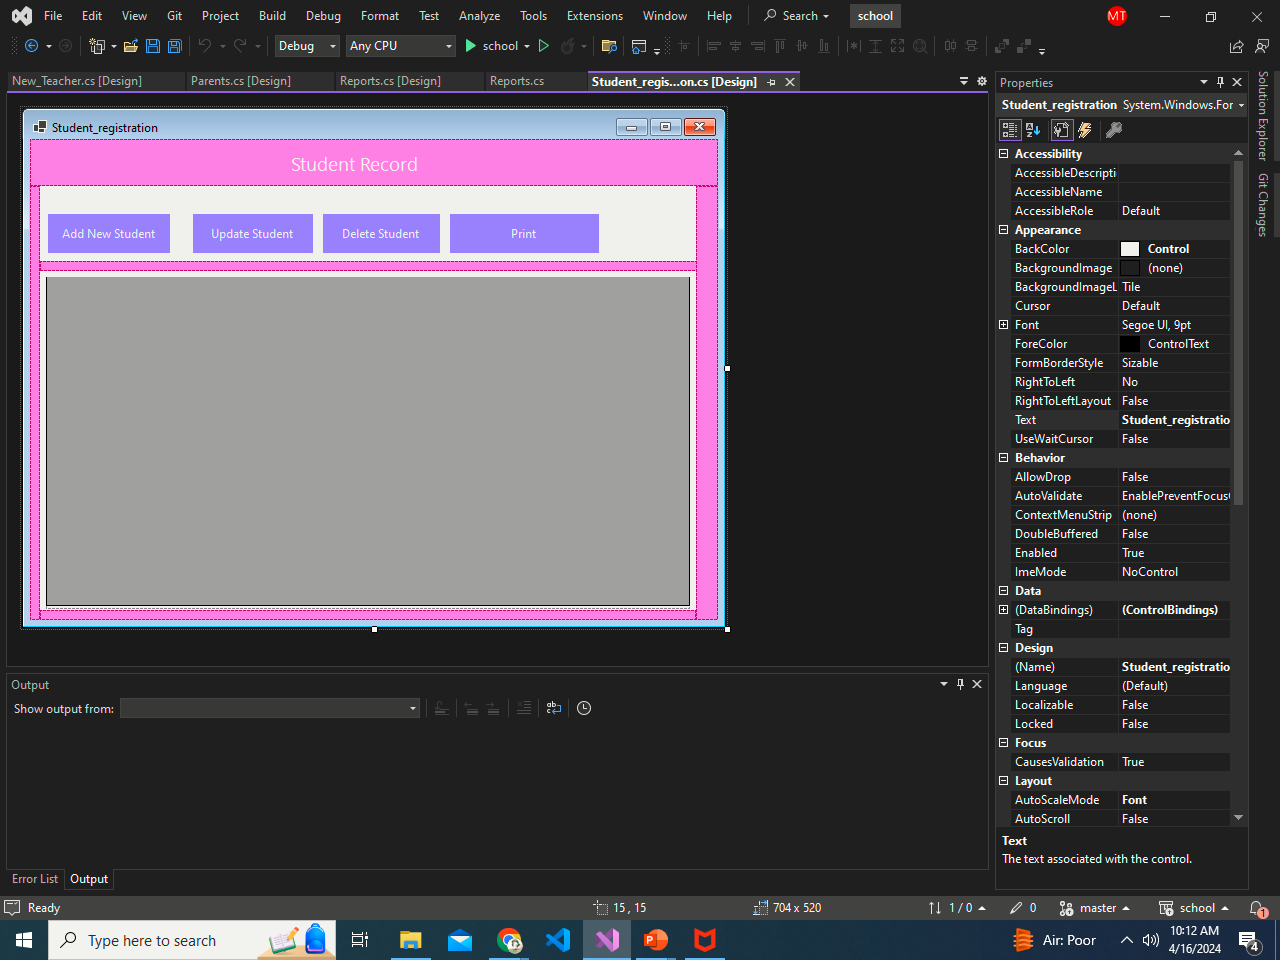 File Edit View Git Project Build Debug Format Test Analyze Tools Extensions Window Help Search school MT
Debug Any CPU school
New_Teacher.cs [Design] Parents.cs [Design] Reports.cs [Design] Reports.cs Student_regis...on.cs [Design]
Student_registration
Student Record
Add New Student Update Student Delete Student Print
Output
Show output from:
Error List Output
Properties
Student_registration System.Windows.For
Accessibility
AccessibleDescripti
AccessibleName
AccessibleRole Default
Appearance
BackColor Control
BackgroundImage (none)
BackgroundImageL Tile
Cursor Default
Font Segoe UI, 9pt
ForeColor ControlText
FormBorderStyle Sizable
RightToLeft No
RightToLeftLayout False
Text Student_registratio
UseWaitCursor False
Behavior
AllowDrop False
AutoValidate EnablePreventFocus
ContextMenuStrip (none)
DoubleBuffered False
Enabled True
ImeMode NoControl
Data
(DataBindings) (ControlBindings)
Tag
Design
(Name) Student_registratio
Language (Default)
Localizable False
Locked False
Focus
CausesValidation True
Layout
AutoScaleMode Font
AutoScroll False
Text
The text associated with the control.
Solution Explorer
Git Changes
Ready 15 , 15 704 x 520 1 / 0 0 master school 1
Type here to search Air: Poor 10:12 AM
4/16/2024 4